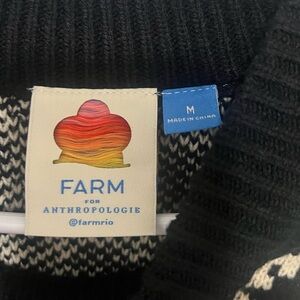 FARM
FOR
ANTHROPOLOGIE
@farmrio
M
MADE IN CHINA